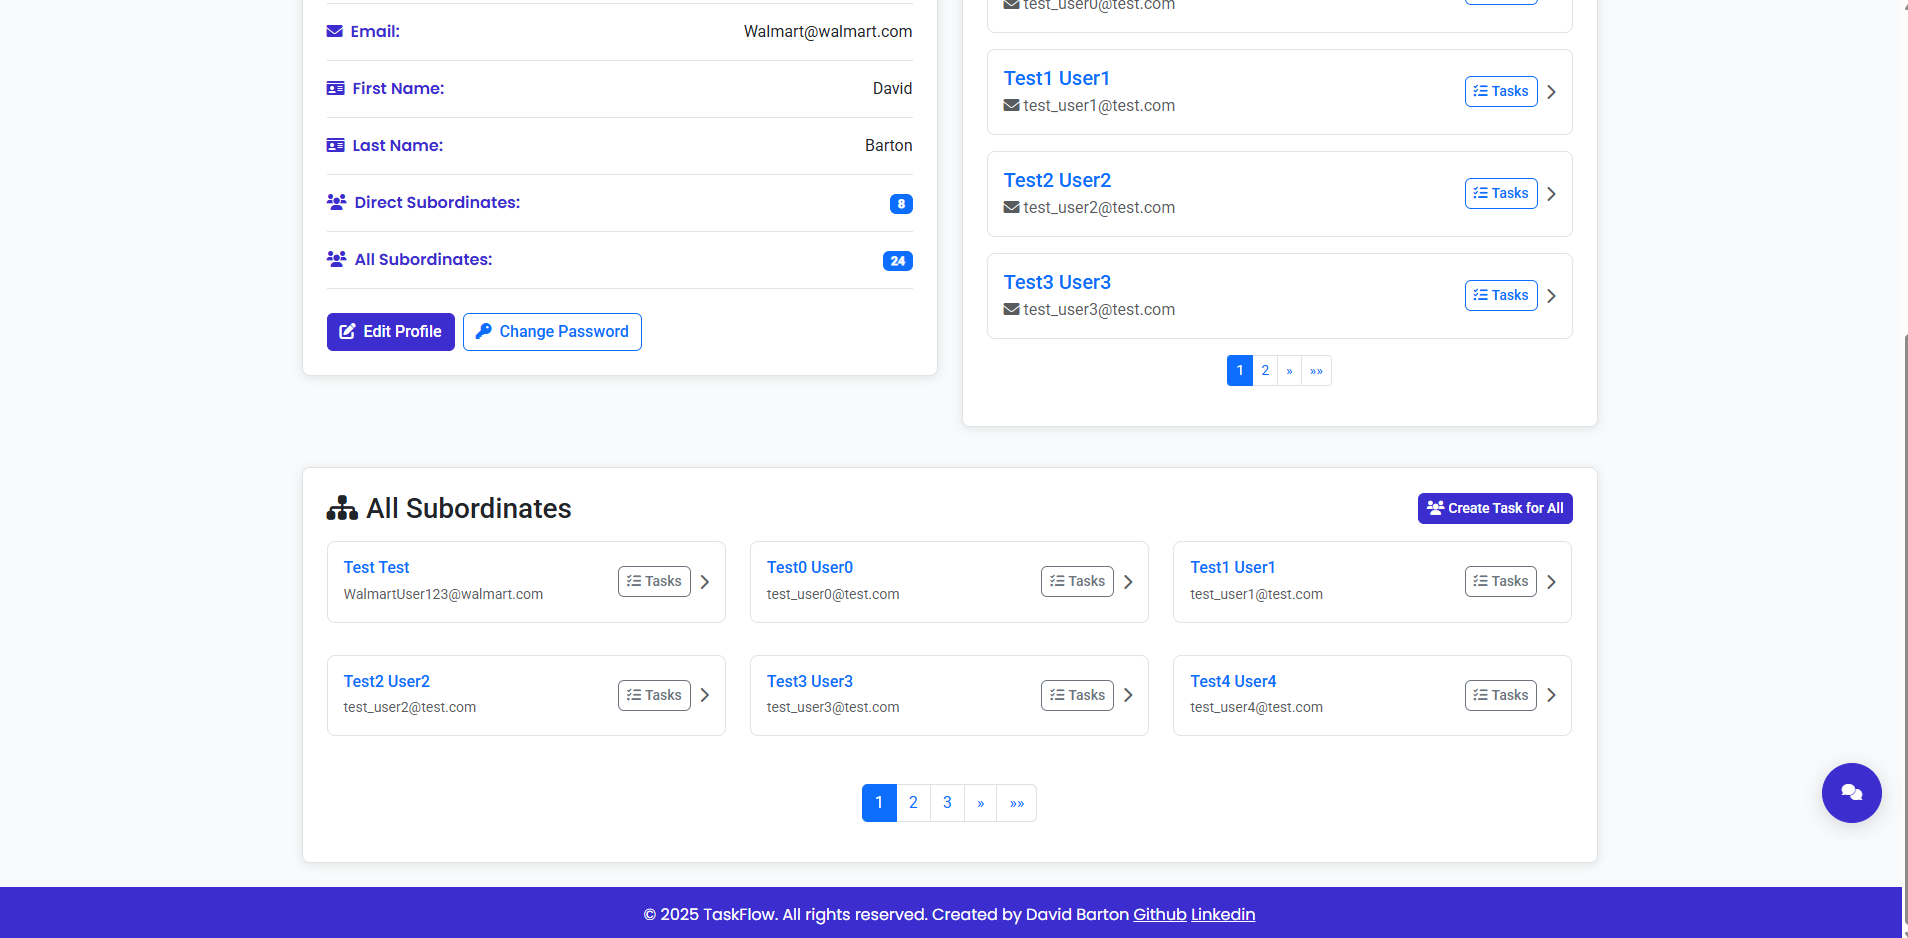 Email: Walmart@walmart.com
First Name: David
Last Name: Barton
Direct Subordinates: 8
All Subordinates: 24
Edit Profile Change Password
test_user0@test.com
Test1 User1
test_user1@test.com
Tasks
Test2 User2
test_user2@test.com
Tasks
Test3 User3
test_user3@test.com
Tasks
1 2 » »»
All Subordinates
Create Task for All
Test Test
WalmartUser123@walmart.com
Tasks
Test0 User0
test_user0@test.com
Tasks
Test1 User1
test_user1@test.com
Tasks
Test2 User2
test_user2@test.com
Tasks
Test3 User3
test_user3@test.com
Tasks
Test4 User4
test_user4@test.com
Tasks
1 2 3 » »»
© 2025 TaskFlow. All rights reserved. Created by David Barton Github Linkedin